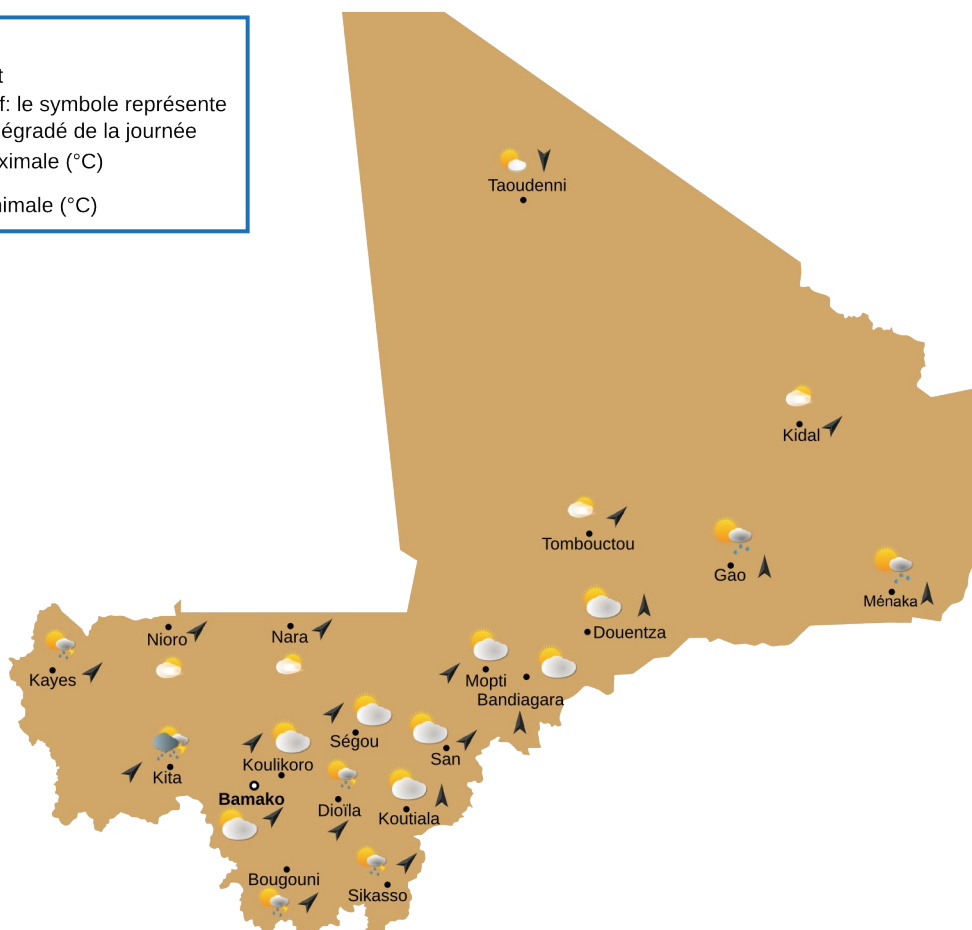 t
f: le symbole représente
égradé de la journée
ximale (°C)
nimale (°C)
Taoudenni
Kidal
Tombouctou
Gao
Ménaka
Douentza
Nioro
Nara
Kayes
Mopti
Bandiagara
Ségou
San
Koulikoro
Kita
Bamako
Dioïla
Koutiala
Bougouni
Sikasso